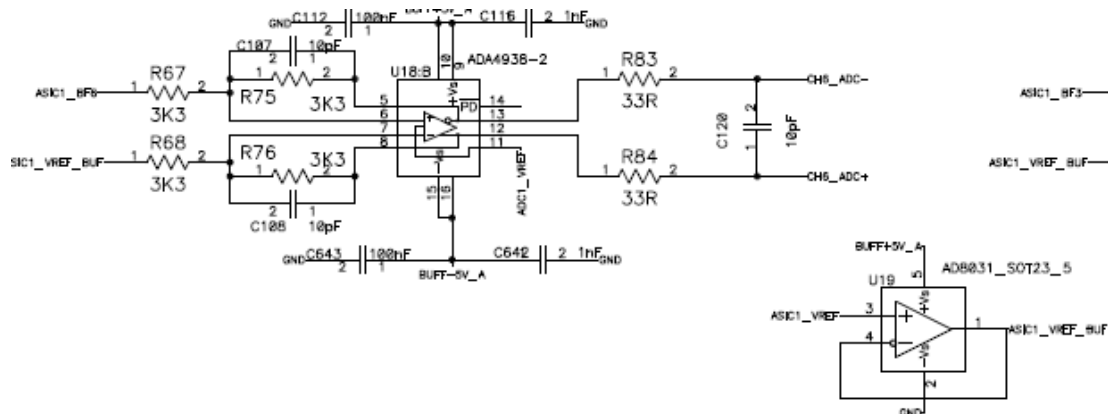 C112
100nF
GND
2
1
C116
2
1nF
GND
C107
10pF
2
1
U18:B
10
9
ADA4938-2
+Vs
R67
ASIC1_BF6
1
2
3K3
1
2
R75
3K3
5
6
7
8
PD
14
13
12
11
R83
1
2
33R
CH6_ADC-
C120
2
1
10pF
R68
SIC1_VREF_BUF
1
2
3K3
R76
3K3
1
2
2
1
C108
10pF
-Vs
15
16
ADC1_VREF
R84
1
2
33R
CH6_ADC+
ASIC1_BF3
ASIC1_VREF_BUF
GND
C643
100nF
2
1
BUFF-5V_A
C642
2
1nF
GND
1
BUFF+5V_A
5
AD8031_SOT23_5
U19
+Vs
ASIC1_VREF
3
4
1
ASIC1_VREF_BUF
-Vs
2
GND